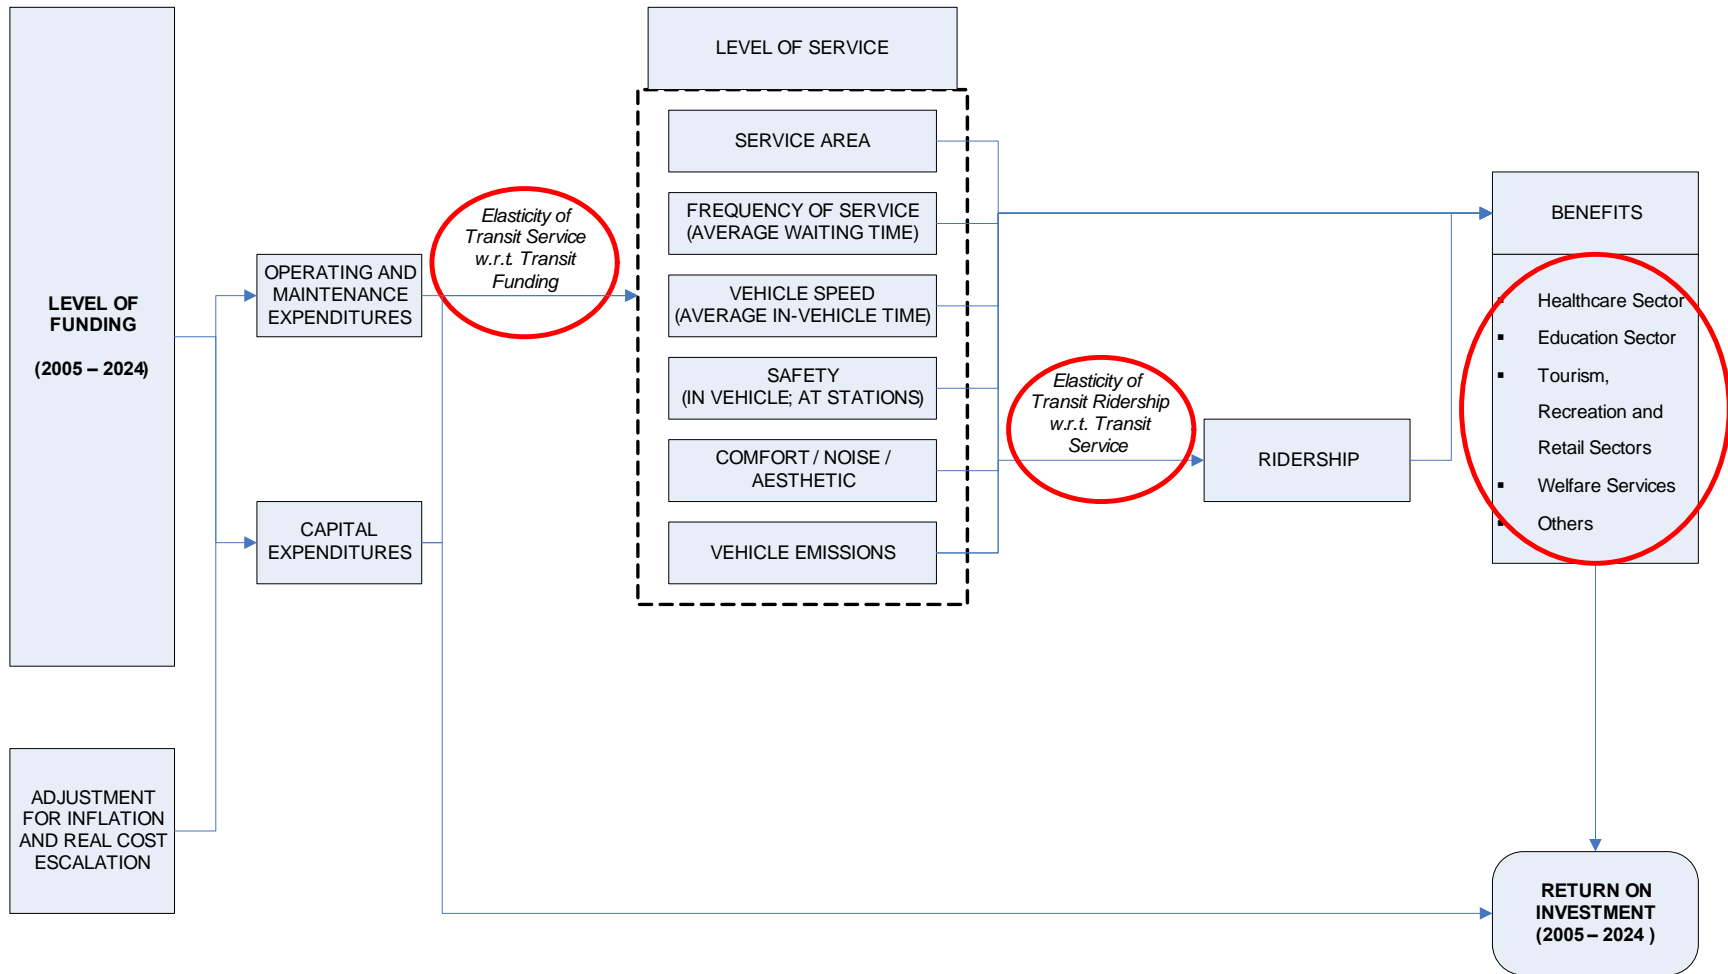 LEVEL OF
FUNDING
(2005 – 2024)
ADJUSTMENT
FOR INFLATION
AND REAL COST
ESCALATION
OPERATING AND
MAINTENANCE
EXPENDITURES
CAPITAL
EXPENDITURES
Elasticity of
Transit Service
w.r.t. Transit
Funding
LEVEL OF SERVICE
SERVICE AREA
FREQUENCY OF SERVICE
(AVERAGE WAITING TIME)
VEHICLE SPEED
(AVERAGE IN-VEHICLE TIME)
SAFETY
(IN VEHICLE; AT STATIONS)
COMFORT / NOISE /
AESTHETIC
VEHICLE EMISSIONS
Elasticity of
Transit Ridership
w.r.t. Transit
Service
RIDERSHIP
BENEFITS
▪ Healthcare Sector
▪ Education Sector
▪ Tourism,
Recreation and
Retail Sectors
▪ Welfare Services
▪ Others
RETURN ON
INVESTMENT
(2005 – 2024 )